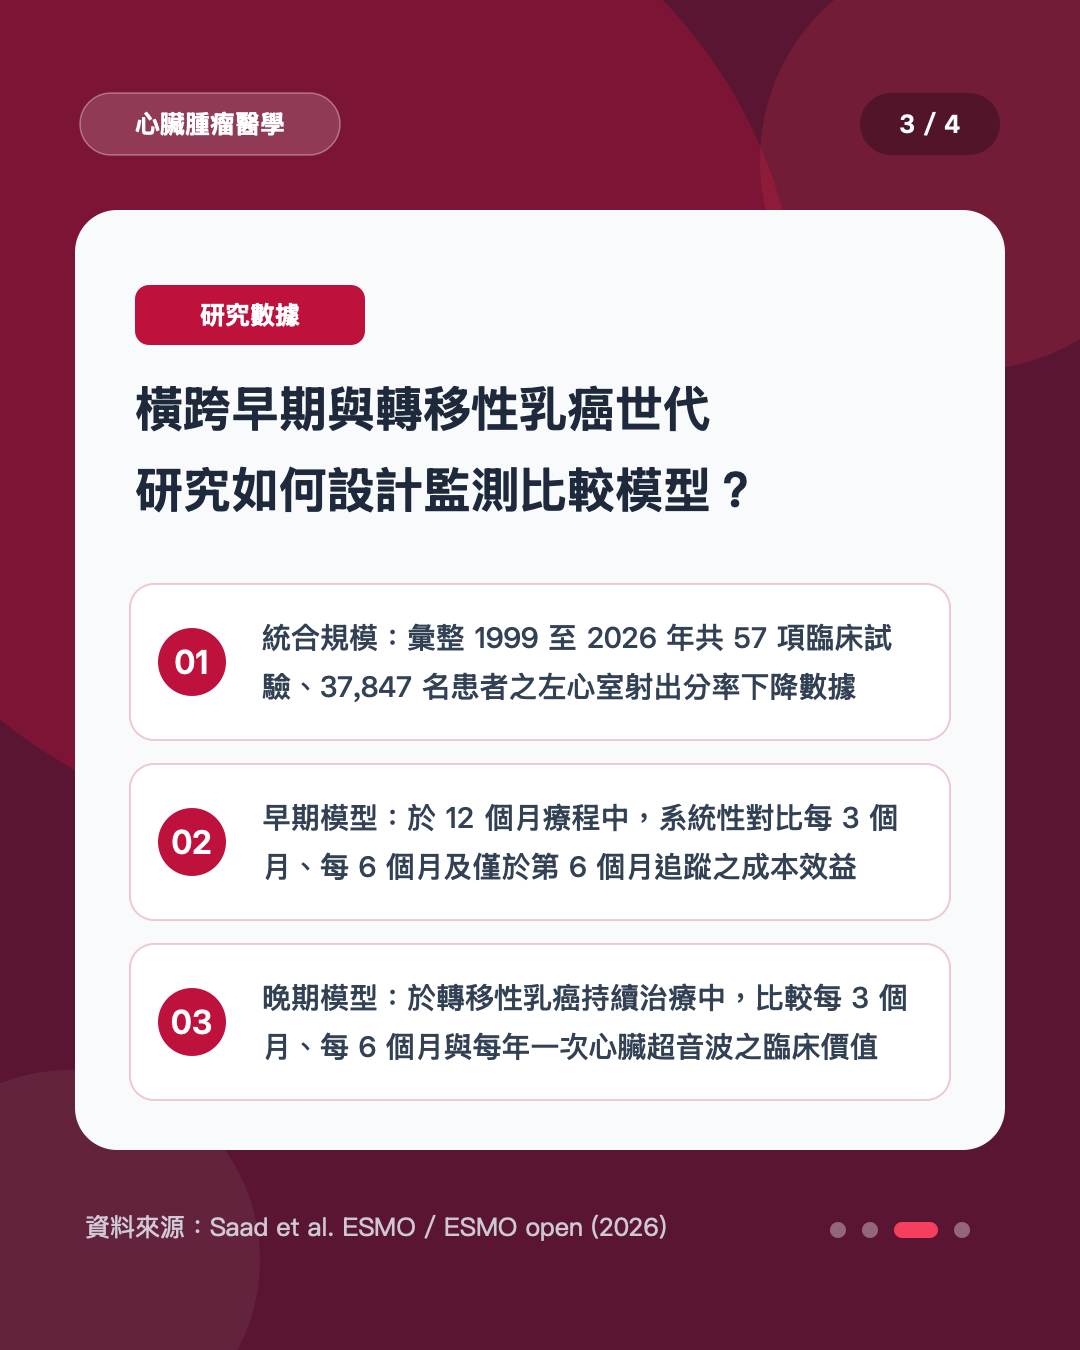 心臟腫瘤醫學
3 / 4
研究數據
橫跨早期與轉移性乳癌世代
研究如何設計監測比較模型？
01
統合規模：彙整 1999 至 2026 年共 57 項臨床試
驗、37,847 名患者之左心室射出分率下降數據
02
早期模型：於 12 個月療程中，系統性對比每 3 個
月、每 6 個月及僅於第 6 個月追蹤之成本效益
03
晚期模型：於轉移性乳癌持續治療中，比較每 3 個
月、每 6 個月與每年一次心臟超音波之臨床價值
資料來源：Saad et al. ESMO / ESMO open (2026)